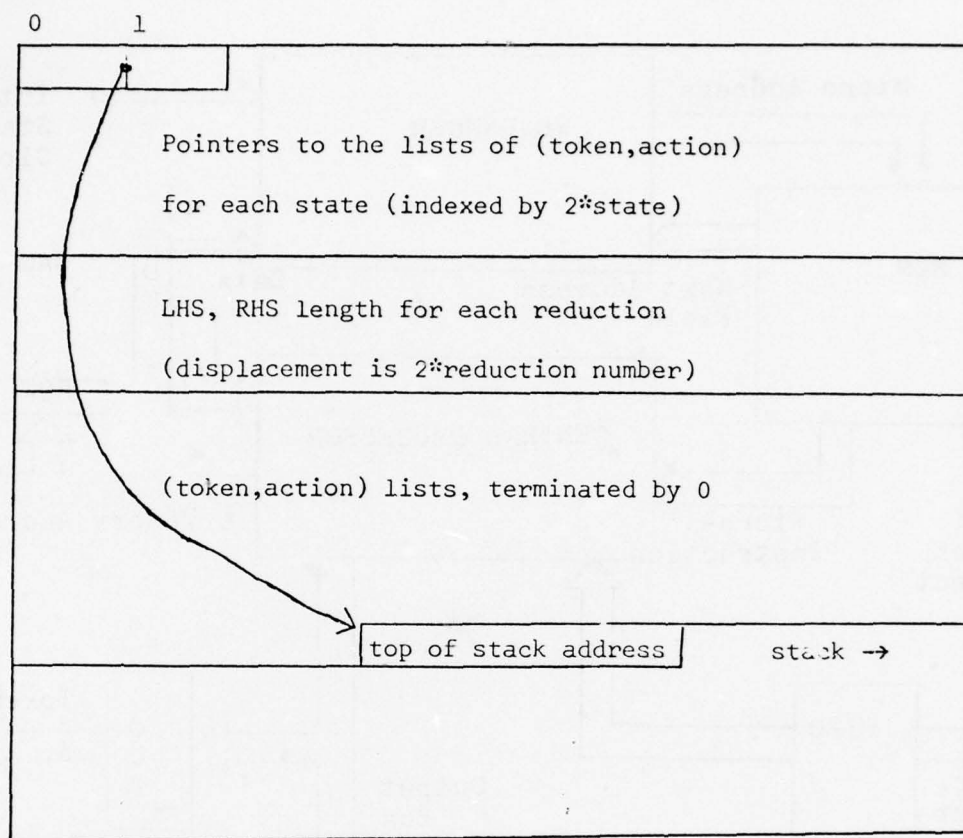 0 1
Pointers to the lists of (token,action)
for each state (indexed by 2*state)
LHS, RHS length for each reduction
(displacement is 2*reduction number)
(token,action) lists, terminated by 0
top of stack address stack →